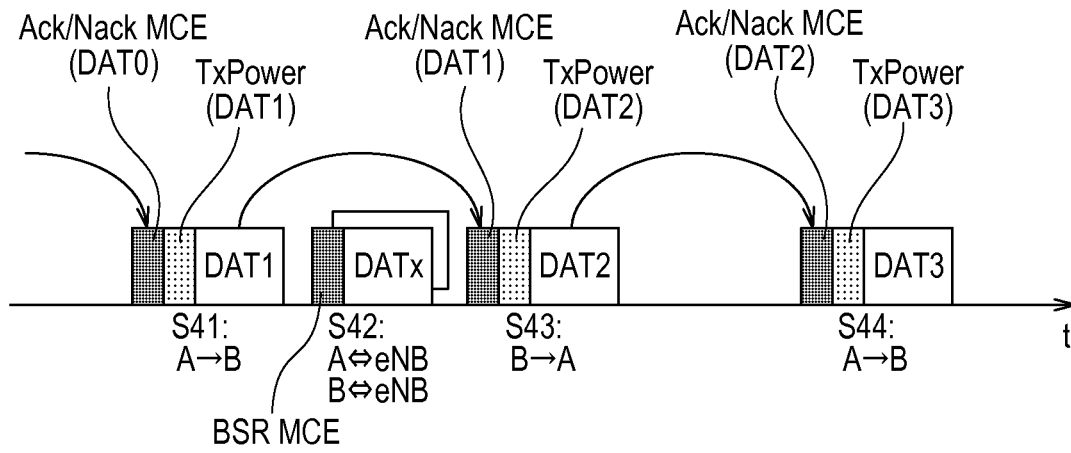 Ack/Nack MCE
(DAT0)
TxPower
(DAT1)
Ack/Nack MCE
(DAT1)
TxPower
(DAT2)
Ack/Nack MCE
(DAT2)
TxPower
(DAT3)
DAT1
DATx
DAT2
DAT3
S41:
A→B
S42:
A⇔eNB
B⇔eNB
S43:
B→A
S44:
A→B
t
BSR MCE